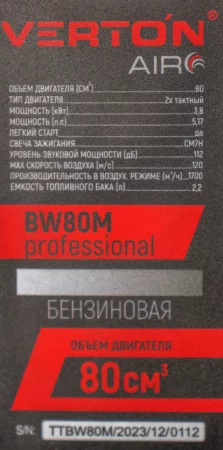 VERTON
AIRO
ОБЪЕМ ДВИГАТЕЛЯ (СМ³) 80
ТИП ДВИГАТЕЛЯ 2х тактный
МОЩНОСТЬ (кВт) 3,8
МОЩНОСТЬ (л.с) 5,17
ЛЕГКИЙ СТАРТ да
СВЕЧА ЗАЖИГАНИЯ CM7H
УРОВЕНЬ ЗВУКОВОЙ МОЩНОСТИ (дБ) 112
МАХ СКОРОСТЬ ВОЗДУХА (м/с) 120
ПРОИЗВОДИТЕЛЬНОСТЬ В ВОЗДУХ. РЕЖИМЕ (м³/ч) 1700
ЕМКОСТЬ ТОПЛИВНОГО БАКА (л) 2,2
BW80M
professional
БЕНЗИНОВАЯ
ОБЪЕМ ДВИГАТЕЛЯ
80СМ³
S/N: TTBW80M/2023/12/0112